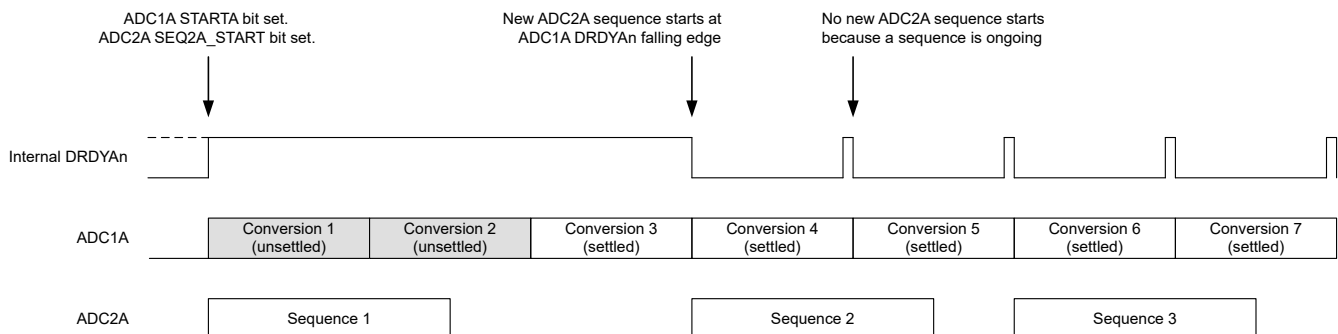 ADC1A STARTA bit set.
ADC2A SEQ2A_START bit set.
New ADC2A sequence starts at
ADC1A DRDYAn falling edge
No new ADC2A sequence starts
because a sequence is ongoing
Internal DRDYAn
ADC1A
Conversion 1
(unsettled)
Conversion 2
(unsettled)
Conversion 3
(settled)
Conversion 4
(settled)
Conversion 5
(settled)
Conversion 6
(settled)
Conversion 7
(settled)
ADC2A
Sequence 1
Sequence 2
Sequence 3